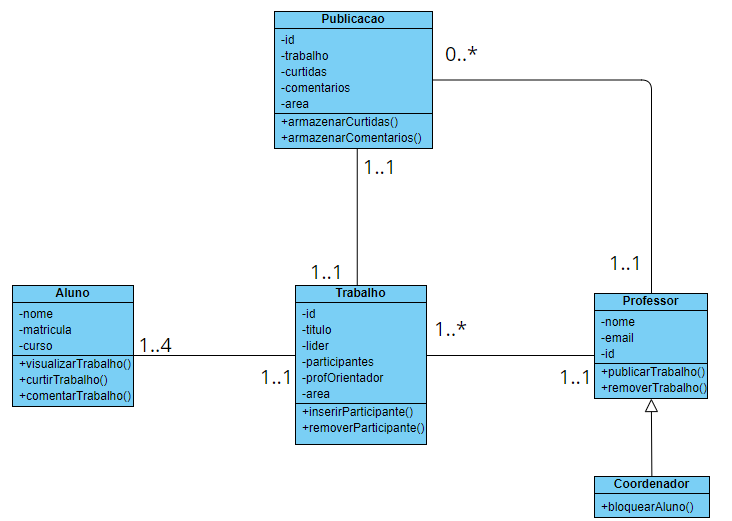 Publicacao
-id
-trabalho
-curtidas
-comentarios
-area
+armazenarCurtidas()
+armazenarComentarios()
0..*
1..1
1..1
1..1
Aluno
-nome
-matricula
-curso
+visualizarTrabalho()
+curtirTrabalho()
+comentarTrabalho()
1..4
1..1
Trabalho
-id
-titulo
-lider
-participantes
-profOrientador
-area
+inserirParticipante()
+removerParticipante()
1..*
1..1
Professor
-nome
-email
-id
+publicarTrabalho()
+removerTrabalho()
Coordenador
+bloquearAluno()